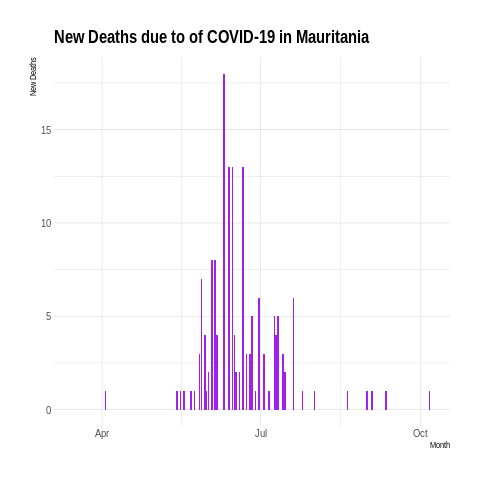 New Deaths due to of COVID-19 in Mauritania
New Deaths
15
10
5
0
Apr
Jul
Oct
Month